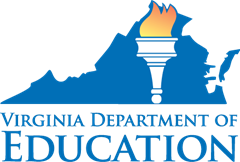 VIRGINIA DEPARTMENT OF
EDUCATION